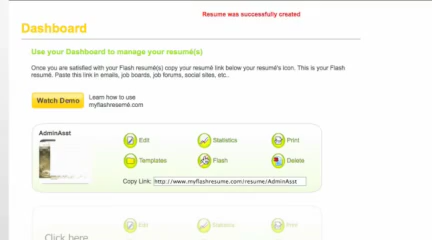 Resume was successfully created
Dashboard
Use your Dashboard to manage your resumé(s)
Once you are satisfied with your Flash resumé(s) copy your resumé link below your resumé's icon. This is your Flash
resumé. Paste this link in emails, job boards, job forums, social sites, etc..
Watch Demo
Learn how to use
myflashresumé.com
AdminAsst
Edit
Statistics
Print
Templates
Flash
Delete
Copy Link: http://www.myflashresume.com/resume/AdminAsst
Click here
Edit
Statistics
Print